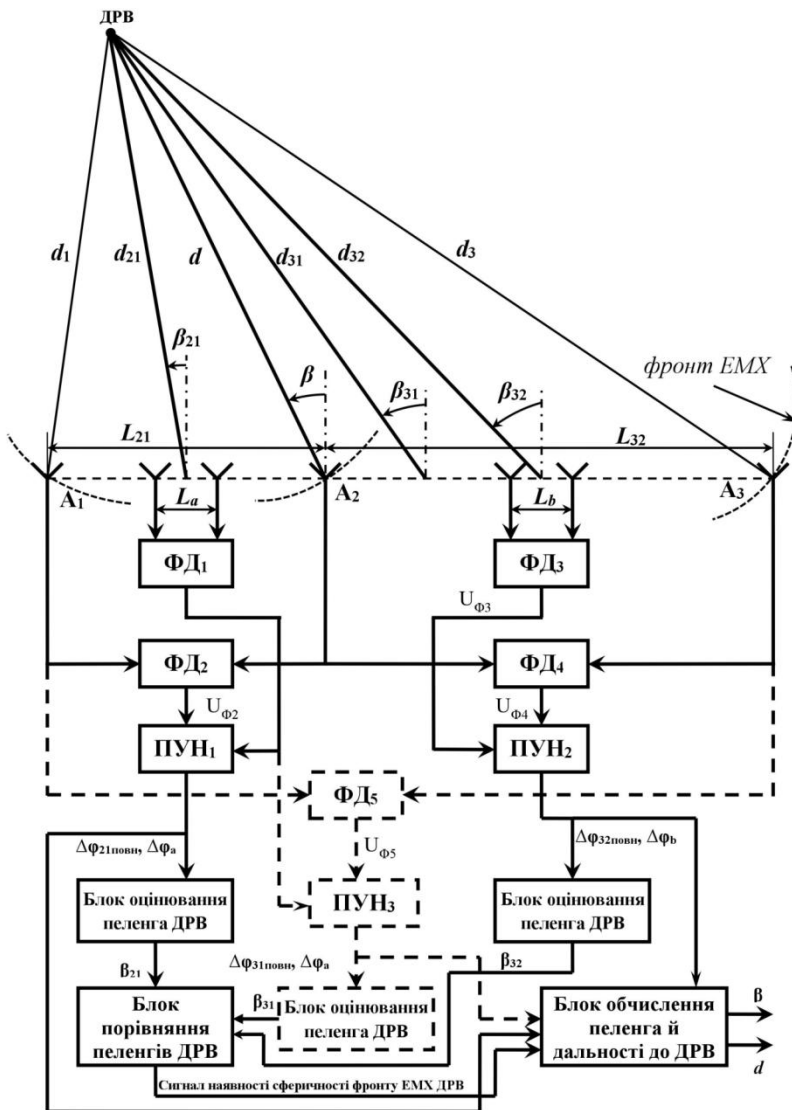 ДРВ
d1
d21
d
d31
d32
d3
β21
β
β31
β32
фронт ЕМХ
L21
L32
A1
La
A2
Lb
A3
ФД1
ФД3
UФ3
ФД2
ФД4
UФ2
UФ4
ПУН1
ПУН2
ФД5
Δφ21повн, Δφa
UФ5
Δφ32повн, Δφb
Блок оцінювання
пеленга ДРВ
ПУН3
Блок оцінювання
пеленга ДРВ
β21
Δφ31повн, Δφa
β32
Блок
порівняння
пеленгів ДРВ
β31
Блок оцінювання
пеленга ДРВ
Блок обчислення
пеленга й
дальності до ДРВ
β
d
Сигнал наявності сферичності фронту ЕМХ ДРВ